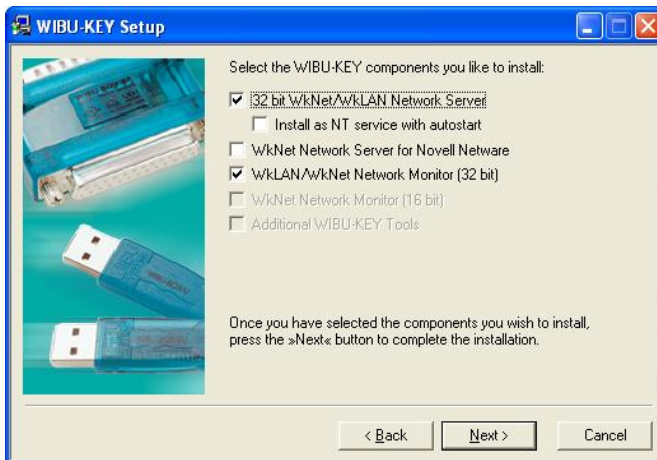 WIBU-KEY Setup
Select the WIBU-KEY components you like to install:
32 bit WkNet/WkLAN Network Server
Install as NT service with autostart
WkNet Network Server for Novell Netware
WkLAN/WkNet Network Monitor (32 bit)
WkNet Network Monitor (16 bit)
Additional WIBU-KEY Tools
Once you have selected the components you wish to install,
press the »Next« button to complete the installation.
< Back
Next >
Cancel